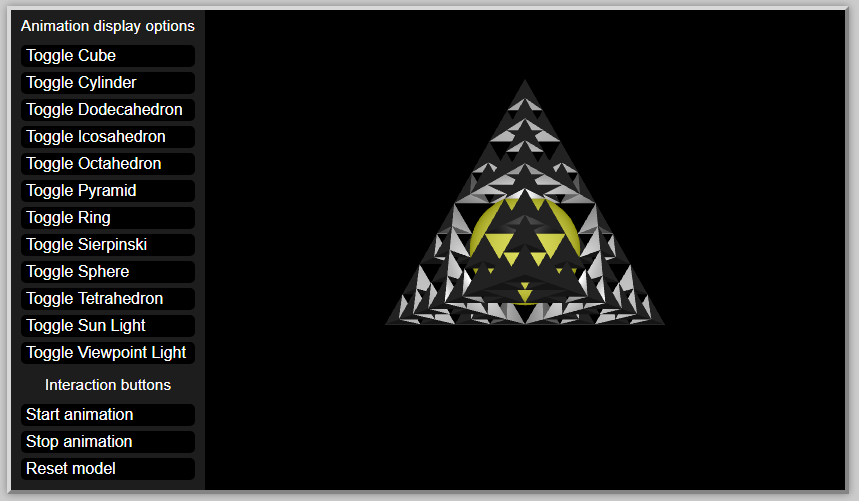 Animation display options
Toggle Cube
Toggle Cylinder
Toggle Dodecahedron
Toggle Icosahedron
Toggle Octahedron
Toggle Pyramid
Toggle Ring
Toggle Sierpinski
Toggle Sphere
Toggle Tetrahedron
Toggle Sun Light
Toggle Viewpoint Light
Interaction buttons
Start animation
Stop animation
Reset model